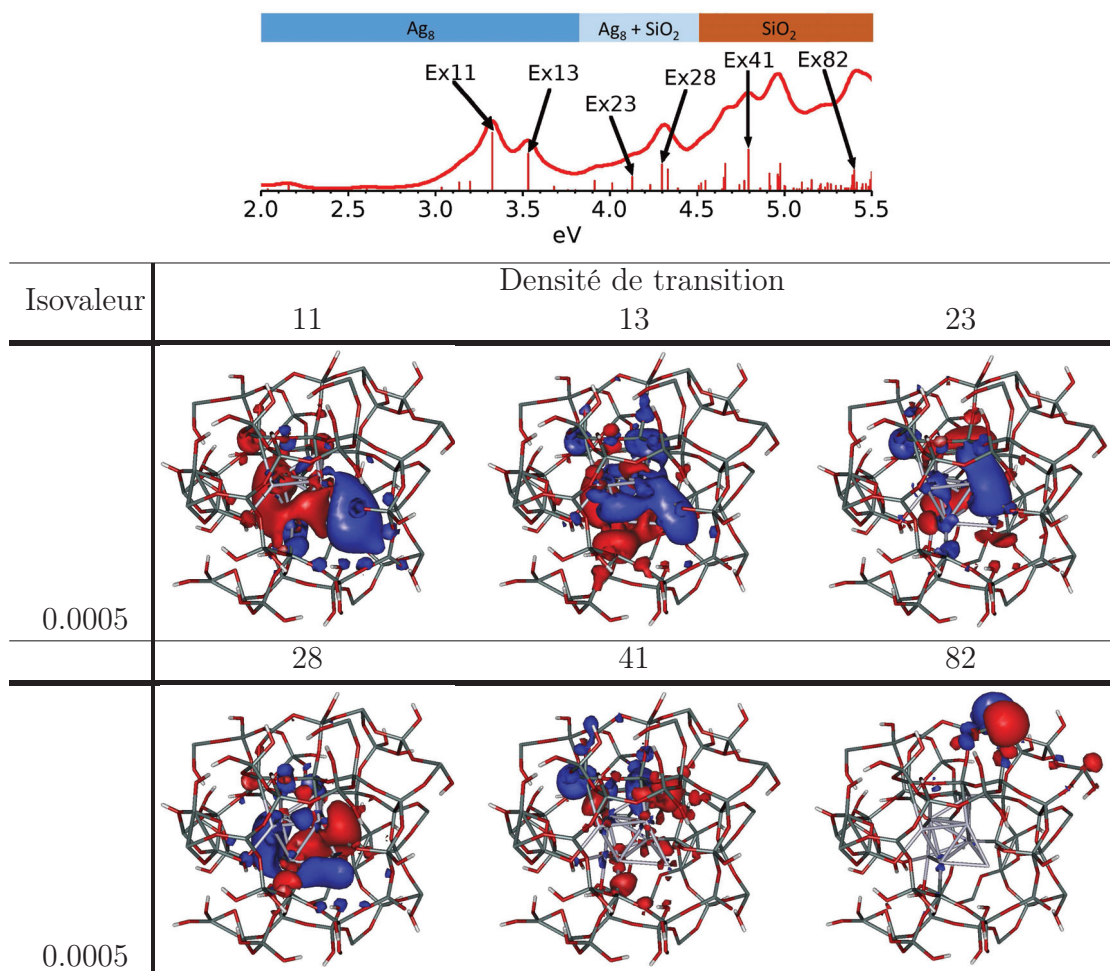 Ag₈ Ag₈ + SiO₂ SiO₂
Ex11 Ex13 Ex23 Ex28 Ex41 Ex82
2.0 2.5 3.0 3.5 4.0 4.5 5.0 5.5
eV
Densité de transition
Isovaleur
11 13 23
0.0005
28 41 82
0.0005